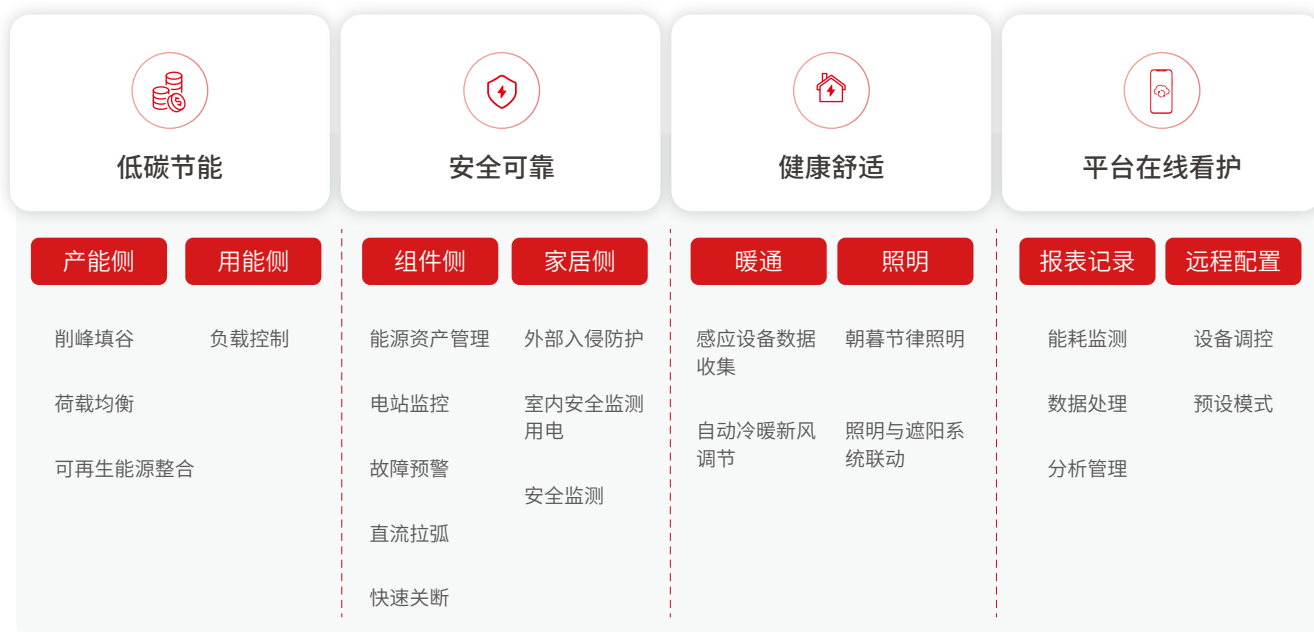 低碳节能
安全可靠
健康舒适
平台在线看护
产能侧
用能侧
削峰填谷
负载控制
荷载均衡
可再生能源整合
组件侧
家居侧
能源资产管理
电站监控
故障预警
直流拉弧
快速关断
外部入侵防护
室内安全监测
用电
安全监测
暖通
照明
感应设备数据
收集
自动冷暖新风
调节
朝暮节律照明
照明与遮阳系
统联动
报表记录
远程配置
能耗监测
数据处理
分析管理
设备调控
预设模式